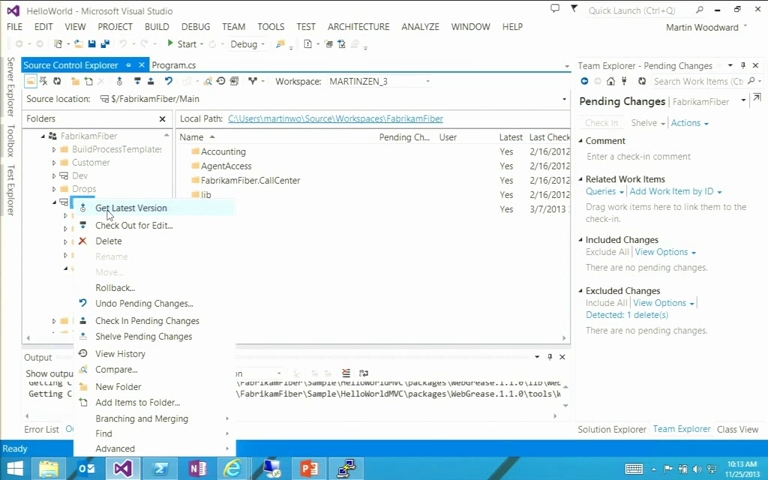 HelloWorld - Microsoft Visual Studio
Quick Launch (Ctrl+Q)
FILE EDIT VIEW PROJECT BUILD DEBUG TEAM TOOLS TEST ARCHITECTURE ANALYZE WINDOW HELP
Martin Woodward
Start Debug
Server Explorer
Toolbox
Test Explorer
Source Control Explorer Program.cs
Workspace: MARTINZEN_3
Source location: $/FabrikamFiber/Main
Folders
Local Path: C:\Users\martinwo\Source\Workspaces\FabrikamFiber
FabrikamFiber
BuildProcessTemplate
Customer
Dev
Drops
Name Pending Ch... User Latest Last Check
Accounting Yes 2/16/2012
AgentAccess Yes 2/16/2012
FabrikamFiber.CallCenter Yes 2/16/2012
lib Yes 2/16/2012
Yes 3/7/2013
Get Latest Version
Check Out for Edit...
Delete
Rename
Move...
Rollback...
Undo Pending Changes...
Check In Pending Changes
Shelve Pending Changes
View History
Compare...
New Folder
Add Items to Folder...
Branching and Merging
Find
Advanced
Output
Show output
Getting \FabrikamFiber\Sample\HelloWorldMVC\packages\WebGrease.1.1.0\lib\Web
Getting \FabrikamFiber\Sample\HelloWorldMVC\packages\WebGrease.1.1.0\tools\W
Error List
Team Explorer - Pending Changes
Search Work Items (Ctrl
Pending Changes FabrikamFiber
Check In Shelve Actions
Comment
Enter a check-in comment
Related Work Items
Queries Add Work Item by ID
Drag work items here to link them to the
check-in.
Included Changes
Exclude All View Options
There are no pending changes.
Excluded Changes
Include All View Options
Detected: 1 delete(s)
There are no pending changes.
Solution Explorer Team Explorer Class View
Ready
10:13 AM
11/25/2013